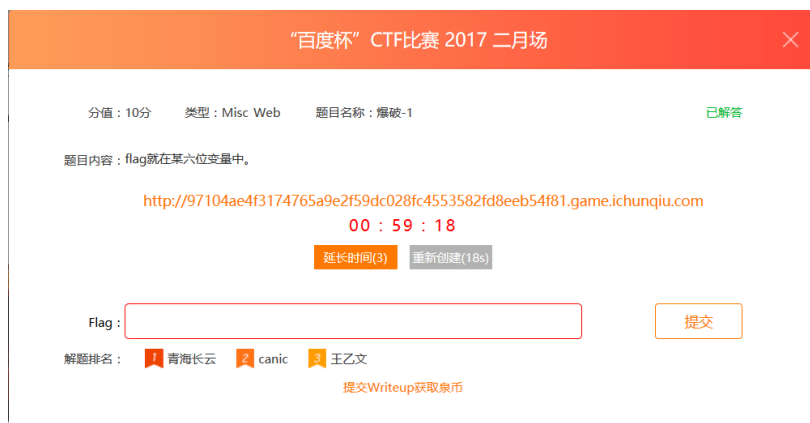 “百度杯”CTF比赛 2017 二月场
分值：10分 类型：Misc Web 题目名称：爆破-1 已解答
题目内容：flag就在某六位变量中。
http://97104ae4f3174765a9e2f59dc028fc4553582fd8eeb54f81.game.ichunqiu.com
00 : 59 : 18
延长时间(3) 重新创建(18s)
Flag： 提交
解题排名： 1 青海长云 2 canic 3 王乙文
提交Writeup获取泉币